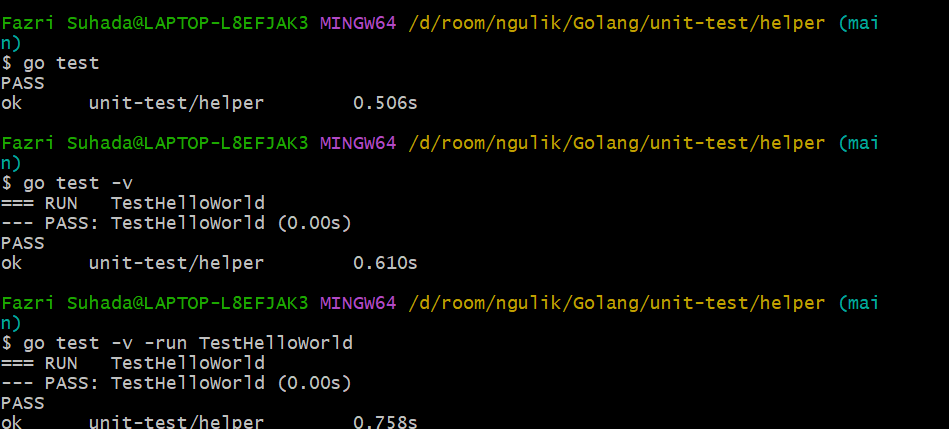 Fazri Suhada@LAPTOP-L8EFJAK3 MINGW64 /d/room/ngulik/Golang/unit-test/helper (mai
n)
$ go test
PASS
ok      unit-test/helper        0.506s
Fazri Suhada@LAPTOP-L8EFJAK3 MINGW64 /d/room/ngulik/Golang/unit-test/helper (mai
n)
$ go test -v
=== RUN   TestHelloWorld
--- PASS: TestHelloWorld (0.00s)
PASS
ok      unit-test/helper        0.610s
Fazri Suhada@LAPTOP-L8EFJAK3 MINGW64 /d/room/ngulik/Golang/unit-test/helper (mai
n)
$ go test -v -run TestHelloWorld
=== RUN   TestHelloWorld
--- PASS: TestHelloWorld (0.00s)
PASS
ok      unit-test/helper        0.758s